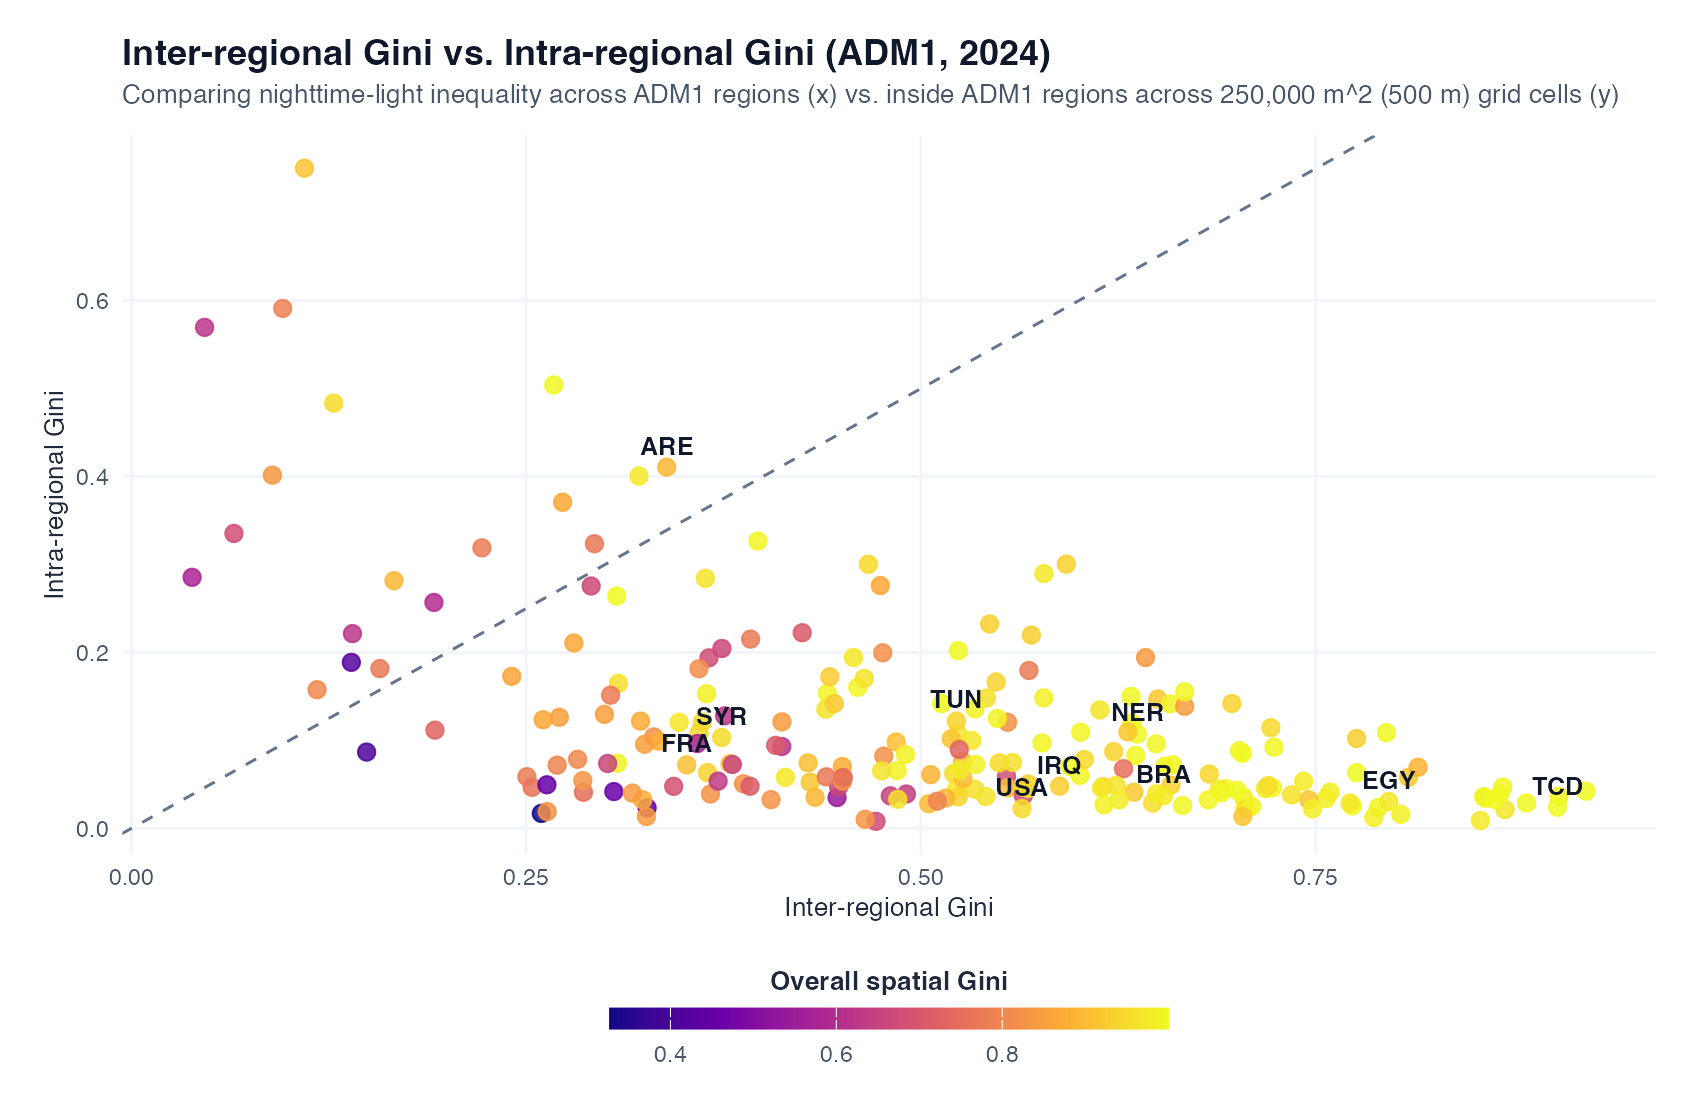 Inter-regional Gini vs. Intra-regional Gini (ADM1, 2024)
Comparing nighttime-light inequality across ADM1 regions (x) vs. inside ADM1 regions across 250,000 m^2 (500 m) grid cells (y)
Intra-regional Gini
0.6
0.4
0.2
0.0
ARE
SYR
FRA
TUN
NER
IRQ
USA
BRA
EGY
TCD
0.00
0.25
0.50
0.75
Inter-regional Gini
Overall spatial Gini
0.4
0.6
0.8